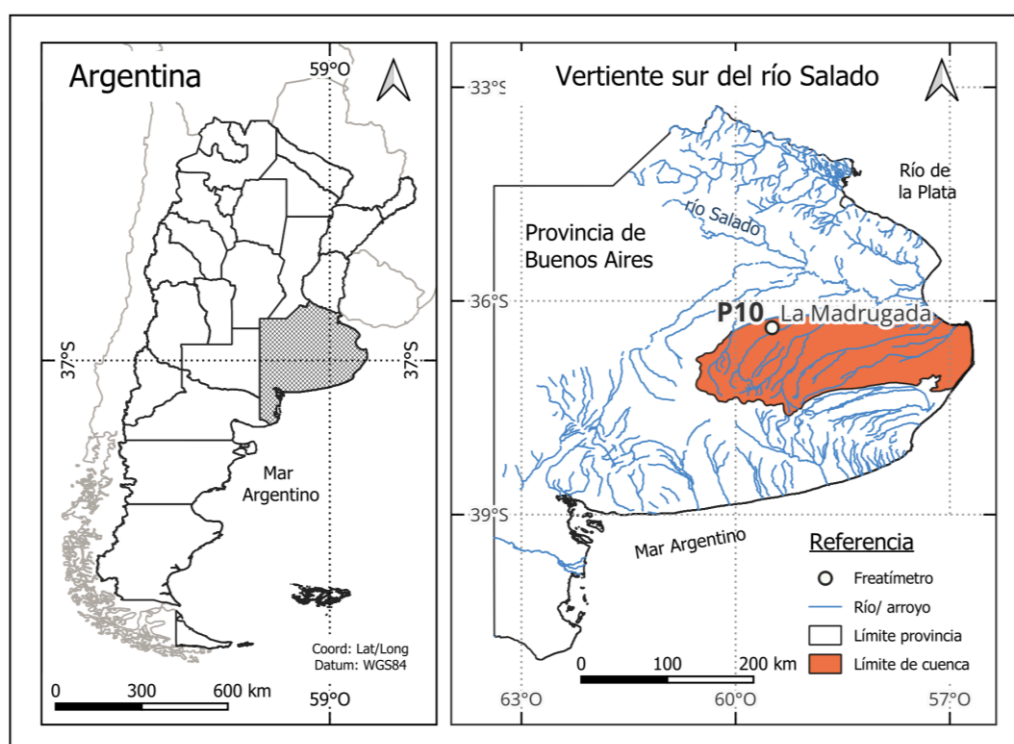 Argentina
59°O
37°S
37°S
Mar
Argentino
Coord: Lat/Long
Datum: WGS84
0 300 600 km
59°O
Vertiente sur del río Salado
33°S
Río de
la Plata
río Salado
Provincia de
Buenos Aires
36°S
P10 La Madrugada
39°S
Mar Argentino
Referencia
Freatímetro
Río/ arroyo
Límite provincia
Límite de cuenca
0 100 200 km
63°O 60°O 57°O